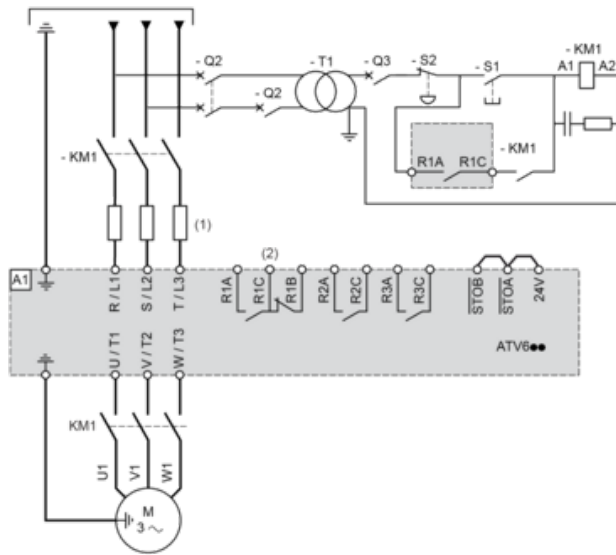 - Q2
- T1
- Q3
- S2
- S1
- KM1
A1
A2
- Q2
- KM1
R1A
R1C
- KM1
(1)
(2)
A1
R / L1
S / L2
T / L3
R1A
R1C
R1B
R2A
R2C
R3A
R3C
STOB
STOA
24V
U / T1
V / T2
W / T3
ATV6●●
KM1
U1
V1
W1
M
3 ~